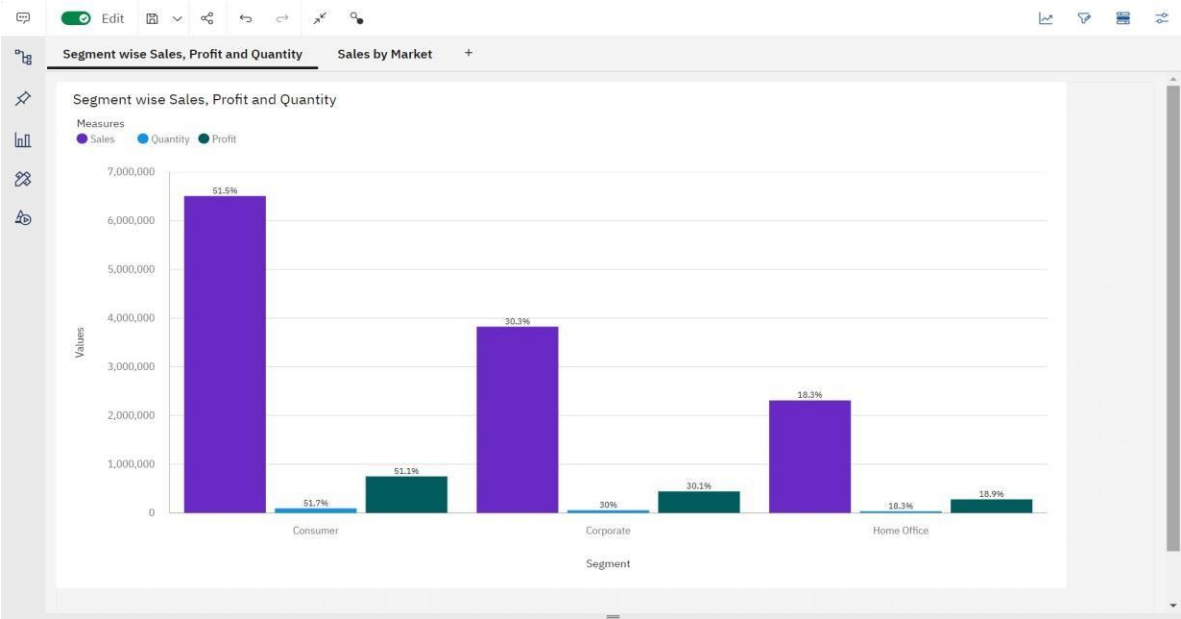 Edit
Segment wise Sales, Profit and Quantity Sales by Market +
Segment wise Sales, Profit and Quantity
Measures
Sales Quantity Profit
7,000,000
51.5%
6,000,000
5,000,000
4,000,000
30.3%
Values
3,000,000
18.3%
2,000,000
1,000,000
51.1%
30.1%
18.9%
51.7%
30%
18.3%
0
Consumer Corporate Home Office
Segment